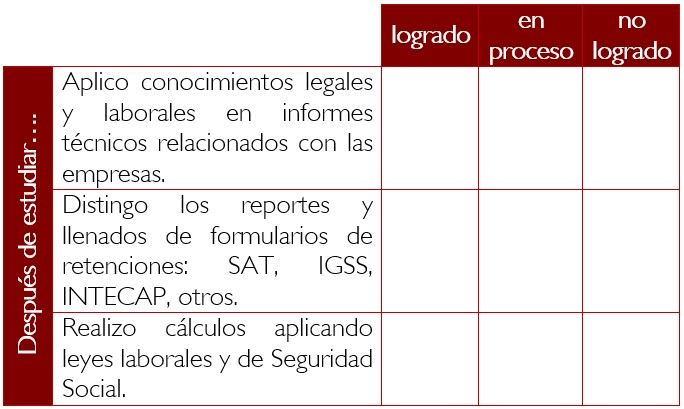 logrado
en
proceso
no
logrado
Después de estudiar….
Aplico conocimientos legales
y laborales en informes
técnicos relacionados con las
empresas.
Distingo los reportes y
llenados de formularios de
retenciones: SAT, IGSS,
INTECAP, otros.
Realizo cálculos aplicando
leyes laborales y de Seguridad
Social.